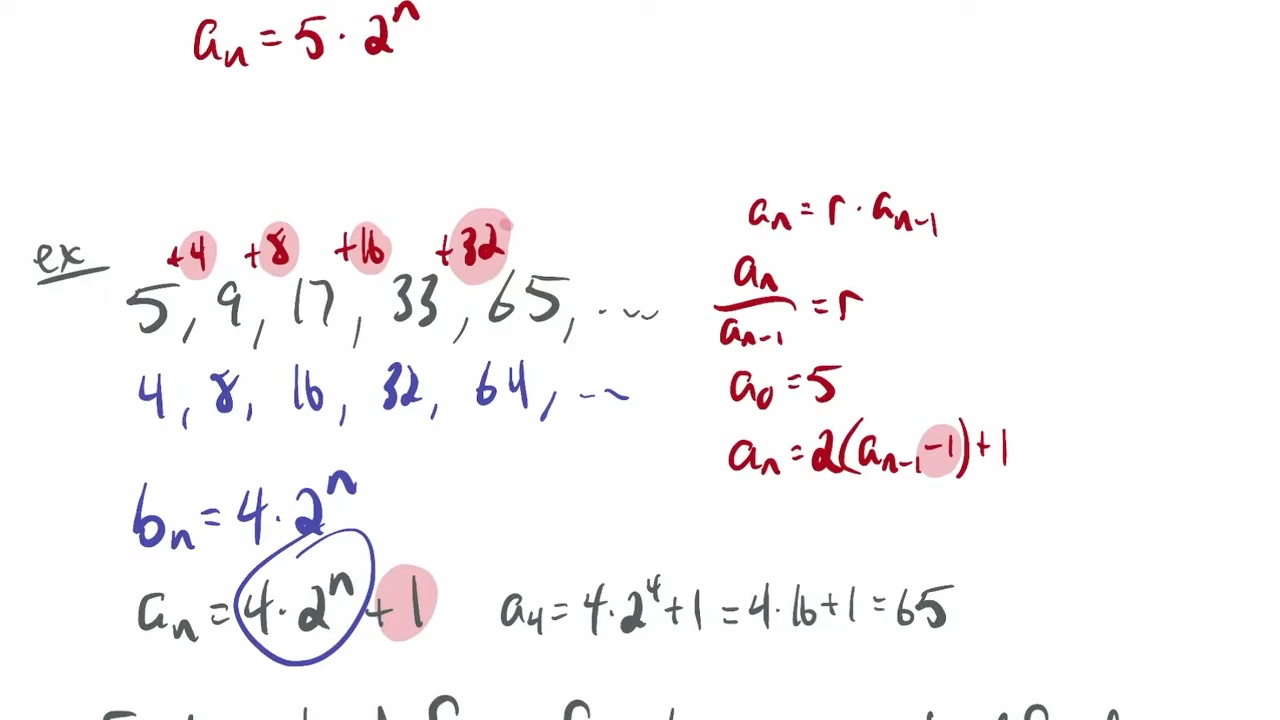 aₙ = 5 · 2ⁿ
ex
+4 +8 +16 +32
5, 9, 17, 33, 65, ...
4, 8, 16, 32, 64, ...
bₙ = 4 · 2ⁿ
aₙ = 4 · 2ⁿ + 1
a₄ = 4 · 2⁴ + 1 = 4 · 16 + 1 = 65
aₙ = r · aₙ₋₁
aₙ / aₙ₋₁ = r
a₀ = 5
aₙ = 2(aₙ₋₁ - 1) + 1